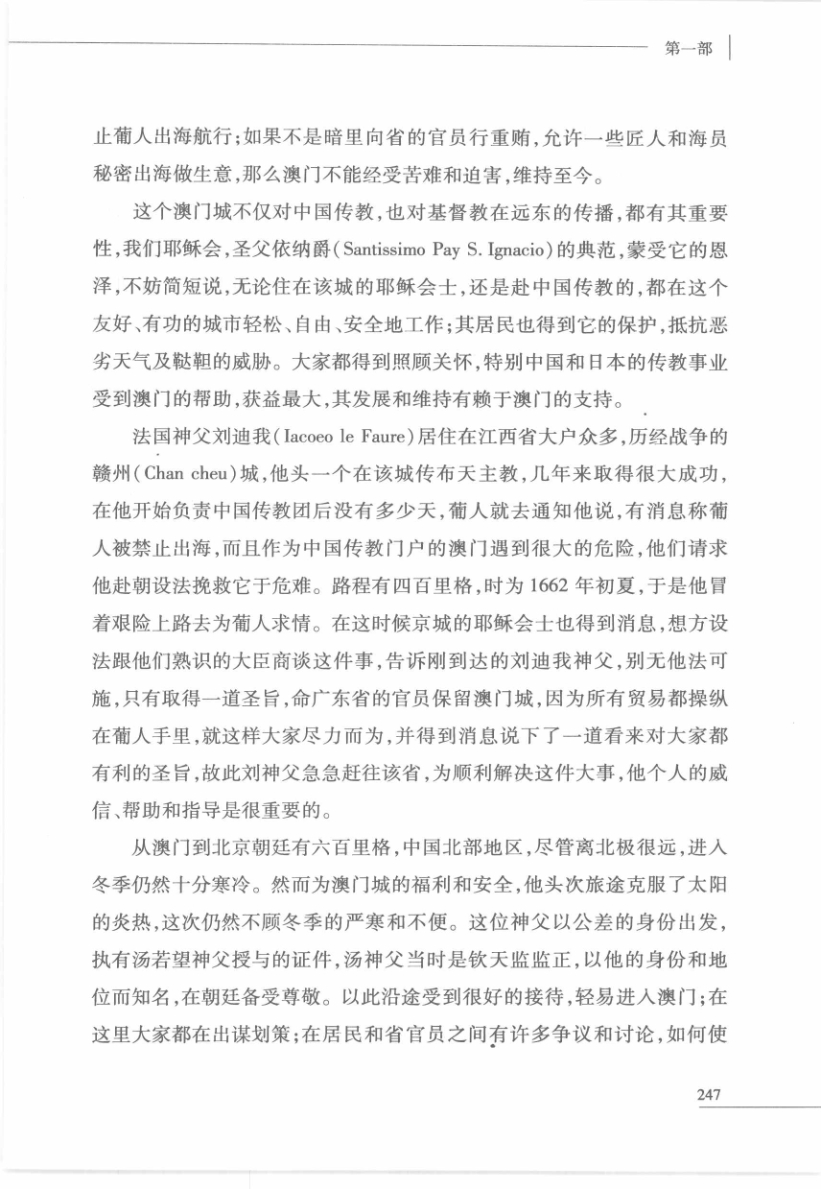 第一部
止葡人出海航行;如果不是暗里向省的官员行重贿,允许一些匠人和海员
秘密出海做生意,那么澳门不能经受苦难和迫害,维持至今。
这个澳门城不仅对中国传教,也对基督教在远东的传播,都有其重要
性,我们耶稣会,圣父依纳爵(Santissimo Pay S. Ignacio)的典范,蒙受它的恩
泽,不妨简短说,无论住在该城的耶稣会士,还是赴中国传教的,都在这个
友好、有功的城市轻松、自由、安全地工作;其居民也得到它的保护,抵抗恶
劣天气及鞑靼的威胁。大家都得到照顾关怀,特别中国和日本的传教事业
受到澳门的帮助,获益最大,其发展和维持有赖于澳门的支持。
法国神父刘迪我(Iacoeo le Faure)居住在江西省大户众多,历经战争的
赣州(Chan cheu)城,他头一个在该城传布天主教,几年来取得很大成功,
在他开始负责中国传教团后没有多少天,葡人就去通知他说,有消息称葡
人被禁止出海,而且作为中国传教门户的澳门遇到很大的危险,他们请求
他赴朝设法挽救它于危难。路程有四百里格,时为 1662 年初夏,于是他冒
着艰险上路去为葡人求情。在这时候京城的耶稣会士也得到消息,想方设
法跟他们熟识的大臣商谈这件事,告诉刚到达的刘迪我神父,别无他法可
施,只有取得一道圣旨,命广东省的官员保留澳门城,因为所有贸易都操纵
在葡人手里,就这样大家尽力而为,并得到消息说下了一道看来对大家都
有利的圣旨,故此刘神父急急赶往该省,为顺利解决这件大事,他个人的威
信、帮助和指导是很重要的。
从澳门到北京朝廷有六百里格,中国北部地区,尽管离北极很远,进入
冬季仍然十分寒冷。然而为澳门城的福利和安全,他头次旅途克服了太阳
的炎热,这次仍然不顾冬季的严寒和不便。这位神父以公差的身份出发,
执有汤若望神父授与的证件,汤神父当时是钦天监监正,以他的身份和地
位而知名,在朝廷备受尊敬。以此沿途受到很好的接待,轻易进入澳门;在
这里大家都在出谋划策;在居民和省官员之间有许多争议和讨论,如何使
247